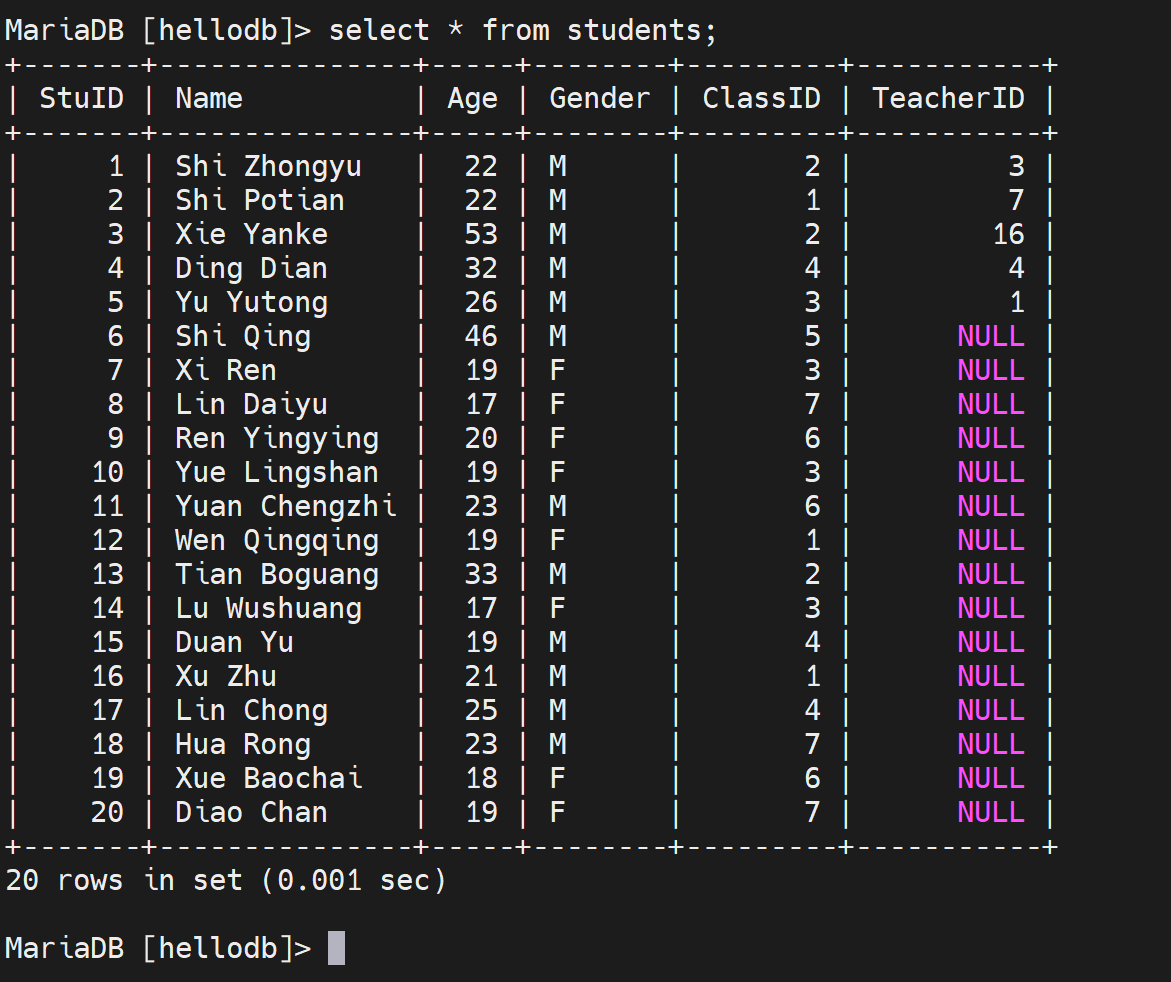 MariaDB [hellodb]> select * from students;
+-------+---------------+-----+--------+---------+-----------+
| StuID | Name          | Age | Gender | ClassID | TeacherID |
+-------+---------------+-----+--------+---------+-----------+
|     1 | Shi Zhongyu   |  22 | M      |       2 |         3 |
|     2 | Shi Potian    |  22 | M      |       1 |         7 |
|     3 | Xie Yanke     |  53 | M      |       2 |        16 |
|     4 | Ding Dian     |  32 | M      |       4 |         4 |
|     5 | Yu Yutong     |  26 | M      |       3 |         1 |
|     6 | Shi Qing      |  46 | M      |       5 |      NULL |
|     7 | Xi Ren        |  19 | F      |       3 |      NULL |
|     8 | Lin Daiyu     |  17 | F      |       7 |      NULL |
|     9 | Ren Yingying  |  20 | F      |       6 |      NULL |
|    10 | Yue Lingshan  |  19 | F      |       3 |      NULL |
|    11 | Yuan Chengzhi |  23 | M      |       6 |      NULL |
|    12 | Wen Qingqing  |  19 | F      |       1 |      NULL |
|    13 | Tian Boguang  |  33 | M      |       2 |      NULL |
|    14 | Lu Wushuang   |  17 | F      |       3 |      NULL |
|    15 | Duan Yu       |  19 | M      |       4 |      NULL |
|    16 | Xu Zhu        |  21 | M      |       1 |      NULL |
|    17 | Lin Chong     |  25 | M      |       4 |      NULL |
|    18 | Hua Rong      |  23 | M      |       7 |      NULL |
|    19 | Xue Baochai   |  18 | F      |       6 |      NULL |
|    20 | Diao Chan     |  19 | F      |       7 |      NULL |
+-------+---------------+-----+--------+---------+-----------+
20 rows in set (0.001 sec)
MariaDB [hellodb]>